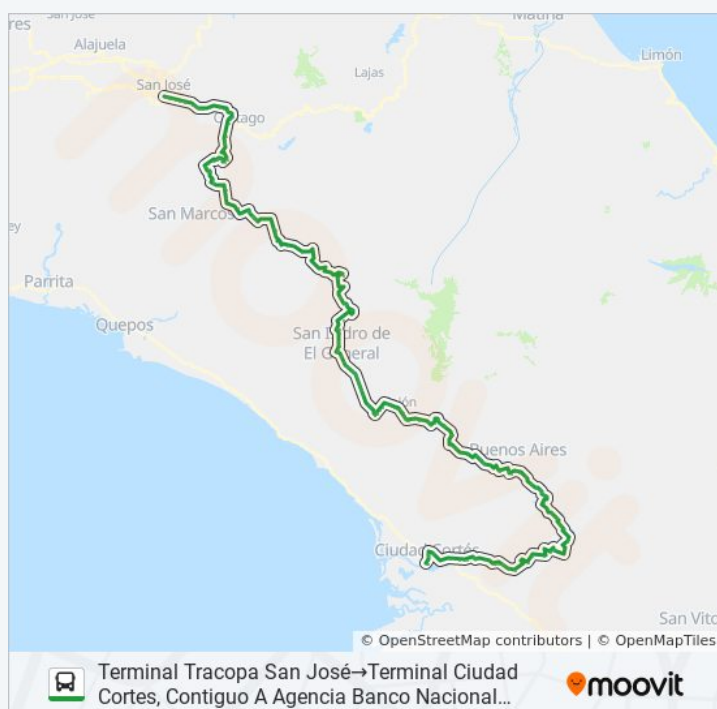 San José
Alajuela
Matina
Limón
San José
Lajas
Cartago
San Marcos
Parrita
Quepos
San Isidro de
El General
Buenos Aires
Ciudad Cortés
San Vito
© OpenStreetMap contributors | © OpenMapTiles
Terminal Tracopa San José→Terminal Ciudad
Cortes, Contiguo A Agencia Banco Nacional...
moovit